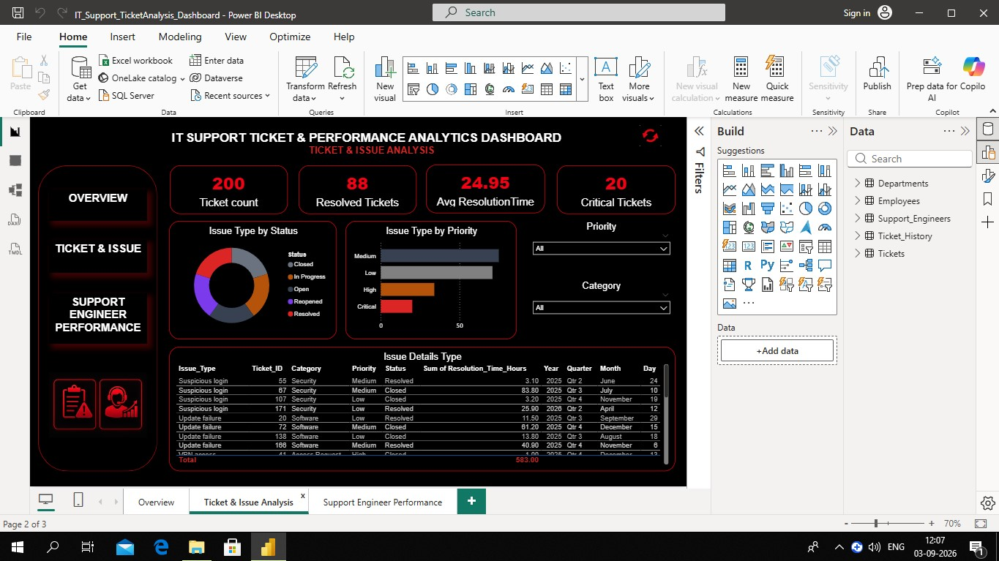 IT_Support_TicketAnalysis_Dashboard - Power BI Desktop
Search
Sign in
File Home Insert Modeling View Optimize Help
Paste
Clipboard
Get data
Excel workbook
OneLake catalog
SQL Server
Enter data
Dataverse
Recent sources
Data
Transform data
Refresh
Queries
New visual
Text box
More visuals
Insert
New visual calculation
New measure
Quick measure
Calculations
Sensitivity
Sensitivity
Publish
Share
Prep data for AI
Copilo
Copilot
DAX
TMDL
IT SUPPORT TICKET & PERFORMANCE ANALYTICS DASHBOARD
TICKET & ISSUE ANALYSIS
OVERVIEW
TICKET & ISSUE
SUPPORT
ENGINEER
PERFORMANCE
200
Ticket count
88
Resolved Tickets
24.95
Avg ResolutionTime
20
Critical Tickets
Issue Type by Status
Status
Closed
In Progress
Open
Reopened
Resolved
Issue Type by Priority
Medium
Low
High
Critical
0 50
Priority
All
Category
All
Issue Details Type
Issue_Type Ticket_ID Category Priority Status Sum of Resolution_Time_Hours Year Quarter Month Day
Suspicious login 55 Security Medium Resolved 3.10 2025 Qtr 2 June 24
Suspicious login 67 Security Medium Closed 83.80 2025 Qtr 3 July 10
Suspicious login 107 Security Low Closed 3.20 2025 Qtr 4 November 19
Suspicious login 171 Security Low Resolved 25.90 2026 Qtr 2 April 12
Update failure 20 Software Low Resolved 11.50 2025 Qtr 3 September 29
Update failure 72 Software Medium Closed 61.20 2025 Qtr 4 December 15
Update failure 138 Software Low Closed 13.80 2025 Qtr 3 August 18
Update failure 166 Software Medium Resolved 40.90 2025 Qtr 4 November 6
VPN access 41 Access Request High Closed 1.00 2025 Qtr 4 December
Total 583.00
Filters
Build
Suggestions
123
R Py
Data
+Add data
Data
Search
Departments
Employees
Support_Engineers
Ticket_History
Tickets
Overview
Ticket & Issue Analysis x
Support Engineer Performance
+
Page 2 of 3
- + 70%
ENG
12:07
03-09-2026
1